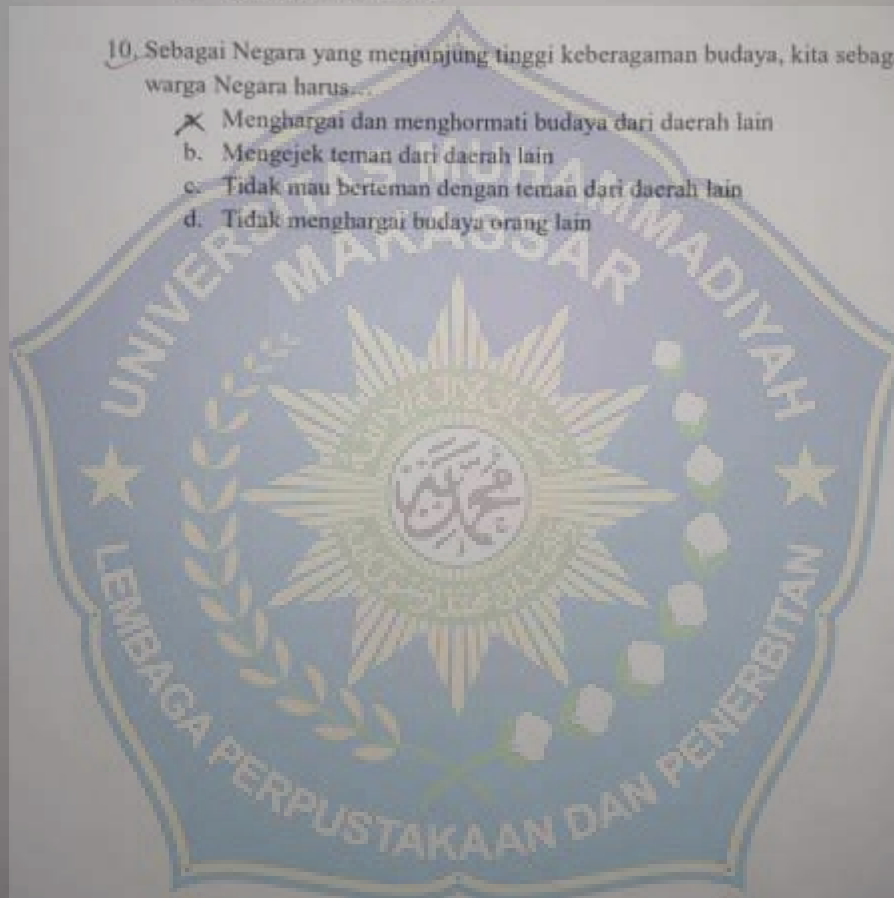 10. Sebagai Negara yang menjunjung tinggi keberagaman budaya, kita sebag
warga Negara harus...
Menghargai dan menghormati budaya dari daerah lain
b. Mengejek teman dari daerah lain
c. Tidak mau berteman dengan teman dari daerah lain
d. Tidak menghargai budaya orang lain
UNIVERSITAS MUHAMMADIYAH
MAKASSAR
محمدية
LEMBAGA PERPUSTAKAAN DAN PENERBITAN